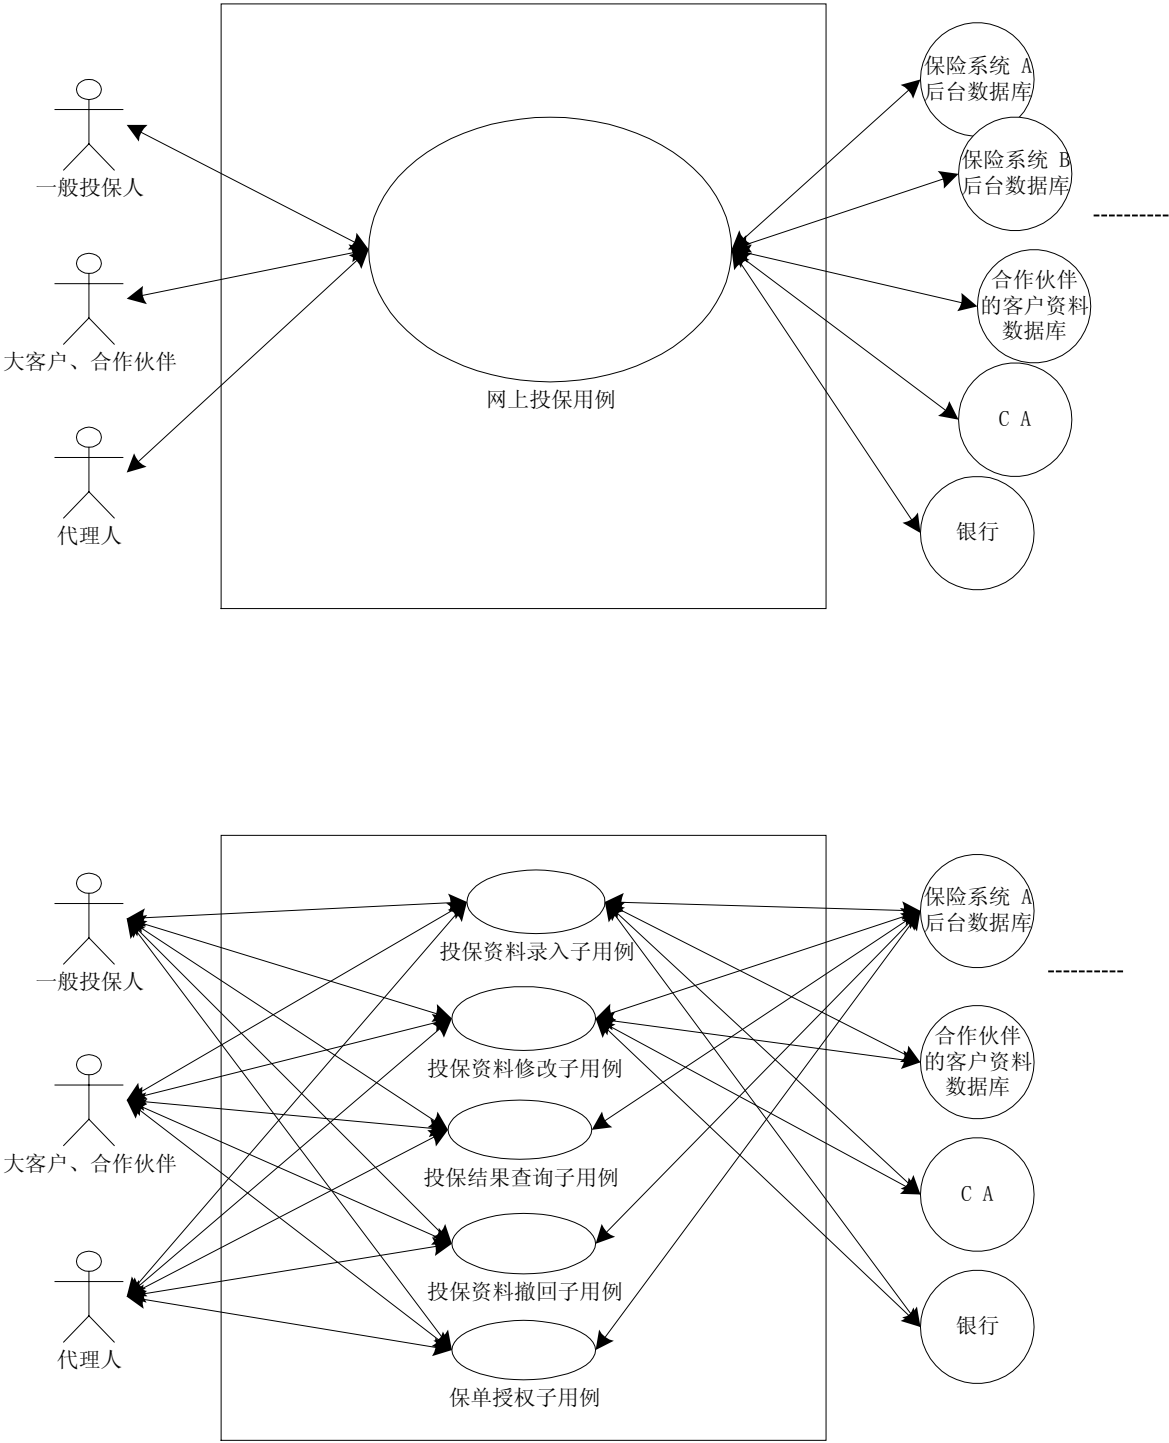 保险系统 A
后台数据库
保险系统 B
后台数据库
一般投保人
合作伙伴
的客户资料
数据库
大客户、合作伙伴
网上投保用例
C A
代理人
银行
保险系统 A
后台数据库
投保资料录入子用例
一般投保人
合作伙伴
的客户资料
数据库
投保资料修改子用例
大客户、合作伙伴
投保结果查询子用例
C A
投保资料撤回子用例
银行
代理人
保单授权子用例